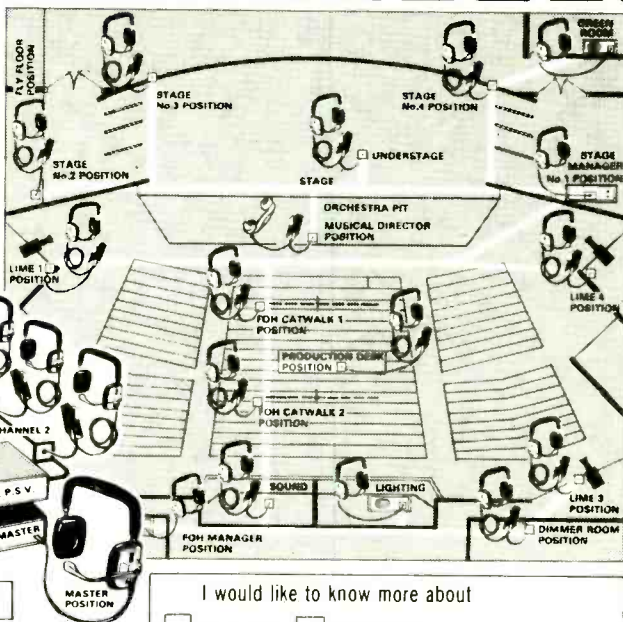 FLY FLOOR
POSITION
GREEN
ROOM
STAGE
No.3 POSITION
STAGE
No.4 POSITION
STAGE
No.2 POSITION
UNDERSTAGE
STAGE
STAGE
MANAGER
No.1 POSITION
ORCHESTRA PIT
MUSICAL DIRECTOR
POSITION
LIME 1
POSITION
LIME 4
POSITION
FOH CATWALK 1
POSITION
PRODUCTION DESK
POSITION
FOH CATWALK 2
POSITION
CHANNEL 2
P.S.V.
MASTER
SOUND
LIGHTING
LIME 3
POSITION
FOH MANAGER
POSITION
DIMMER ROOM
POSITION
MASTER
POSITION
I would like to know more about